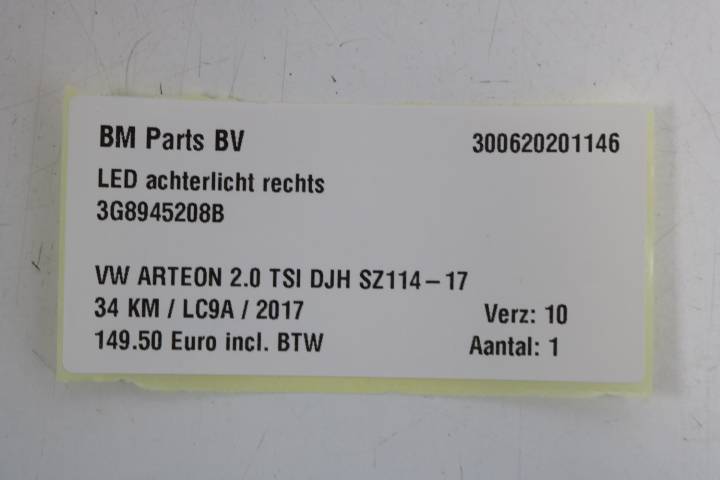 BM Parts BV 300620201146
LED achterlicht rechts
3G8945208B
VW ARTEON 2.0 TSI DJH SZ114-17
34 KM / LC9A / 2017 Verz: 10
149.50 Euro incl. BTW Aantal: 1